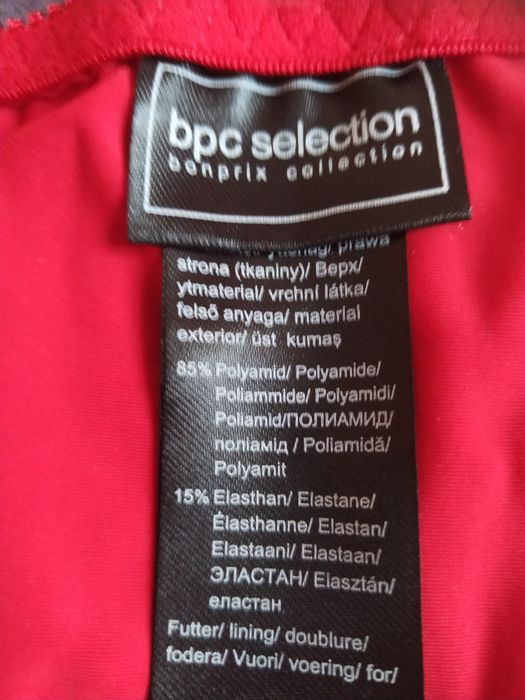 bpc selection
bonprix collection
prawa
strona (tkaniny)/ Верх/
ytmaterial/ vrchní látka/
felső anyaga/ material
exterior/ üst kumaş
85% Polyamid/ Polyamide/
Poliammide/ Polyamidi/
Poliamid/ПОЛИАМИД/
поліамід / Poliamidă/
Polyamit
15% Elasthan/ Elastane/
Élasthanne/ Elastan/
Elastaani/ Elastaan/
ЭЛАСТАН/ Elasztán/
еластан
Futter/ lining/ doublure/
fodera/ Vuori/ voering/ for/